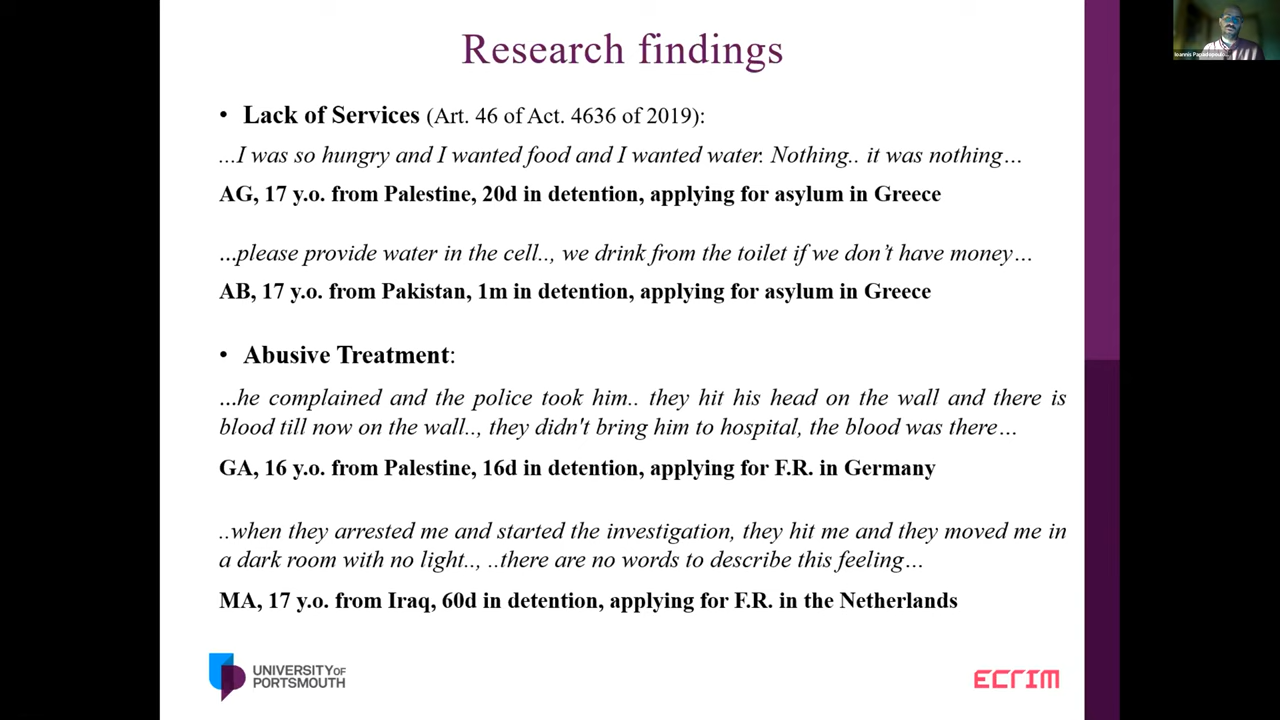 Research findings
Ioannis Papadopoulos
• Lack of Services (Art. 46 of Act. 4636 of 2019):
...I was so hungry and I wanted food and I wanted water. Nothing.. it was nothing…
AG, 17 y.o. from Palestine, 20d in detention, applying for asylum in Greece
...please provide water in the cell.., we drink from the toilet if we don’t have money…
AB, 17 y.o. from Pakistan, 1m in detention, applying for asylum in Greece
• Abusive Treatment:
...he complained and the police took him.. they hit his head on the wall and there is
blood till now on the wall.., they didn't bring him to hospital, the blood was there…
GA, 16 y.o. from Palestine, 16d in detention, applying for F.R. in Germany
..when they arrested me and started the investigation, they hit me and they moved me in
a dark room with no light.., ..there are no words to describe this feeling…
MA, 17 y.o. from Iraq, 60d in detention, applying for F.R. in the Netherlands
UNIVERSITY OF
PORTSMOUTH
ECRIM